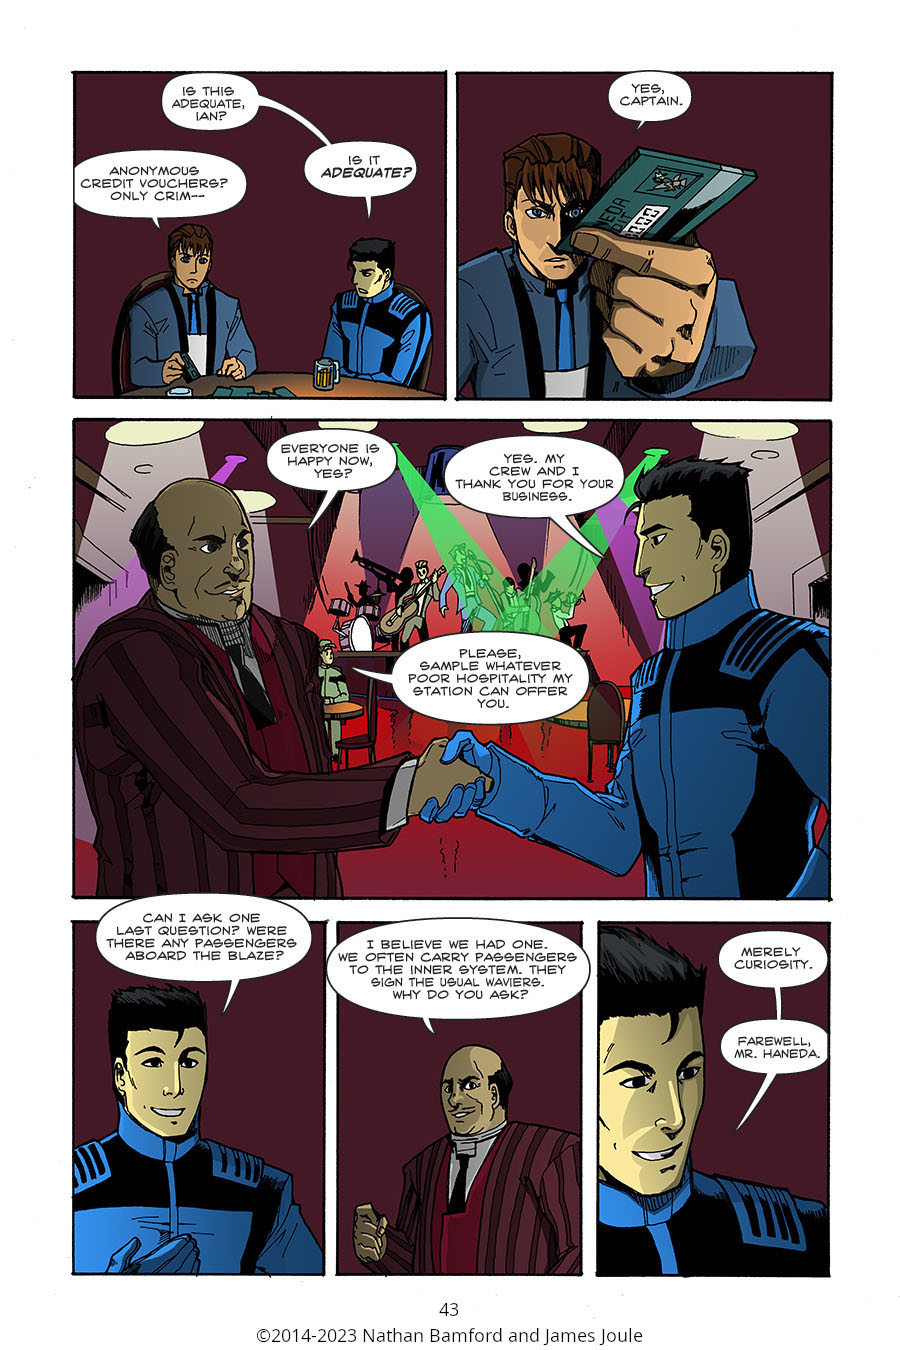 IS THIS
ADEQUATE,
IAN?
ANONYMOUS
CREDIT VOUCHERS?
ONLY CRIM--
IS IT
ADEQUATE?
YES,
CAPTAIN.
EVERYONE IS
HAPPY NOW,
YES?
YES. MY
CREW AND I
THANK YOU FOR YOUR
BUSINESS.
PLEASE,
SAMPLE WHATEVER
POOR HOSPITALITY MY
STATION CAN OFFER
YOU.
CAN I ASK ONE
LAST QUESTION? WERE
THERE ANY PASSENGERS
ABOARD THE BLAZE?
I BELIEVE WE HAD ONE.
WE OFTEN CARRY PASSENGERS
TO THE INNER SYSTEM. THEY
SIGN THE USUAL WAVIERS.
WHY DO YOU ASK?
MERELY
CURIOSITY.
FAREWELL,
MR. HANEDA.
43
©2014-2023 Nathan Bamford and James Joule